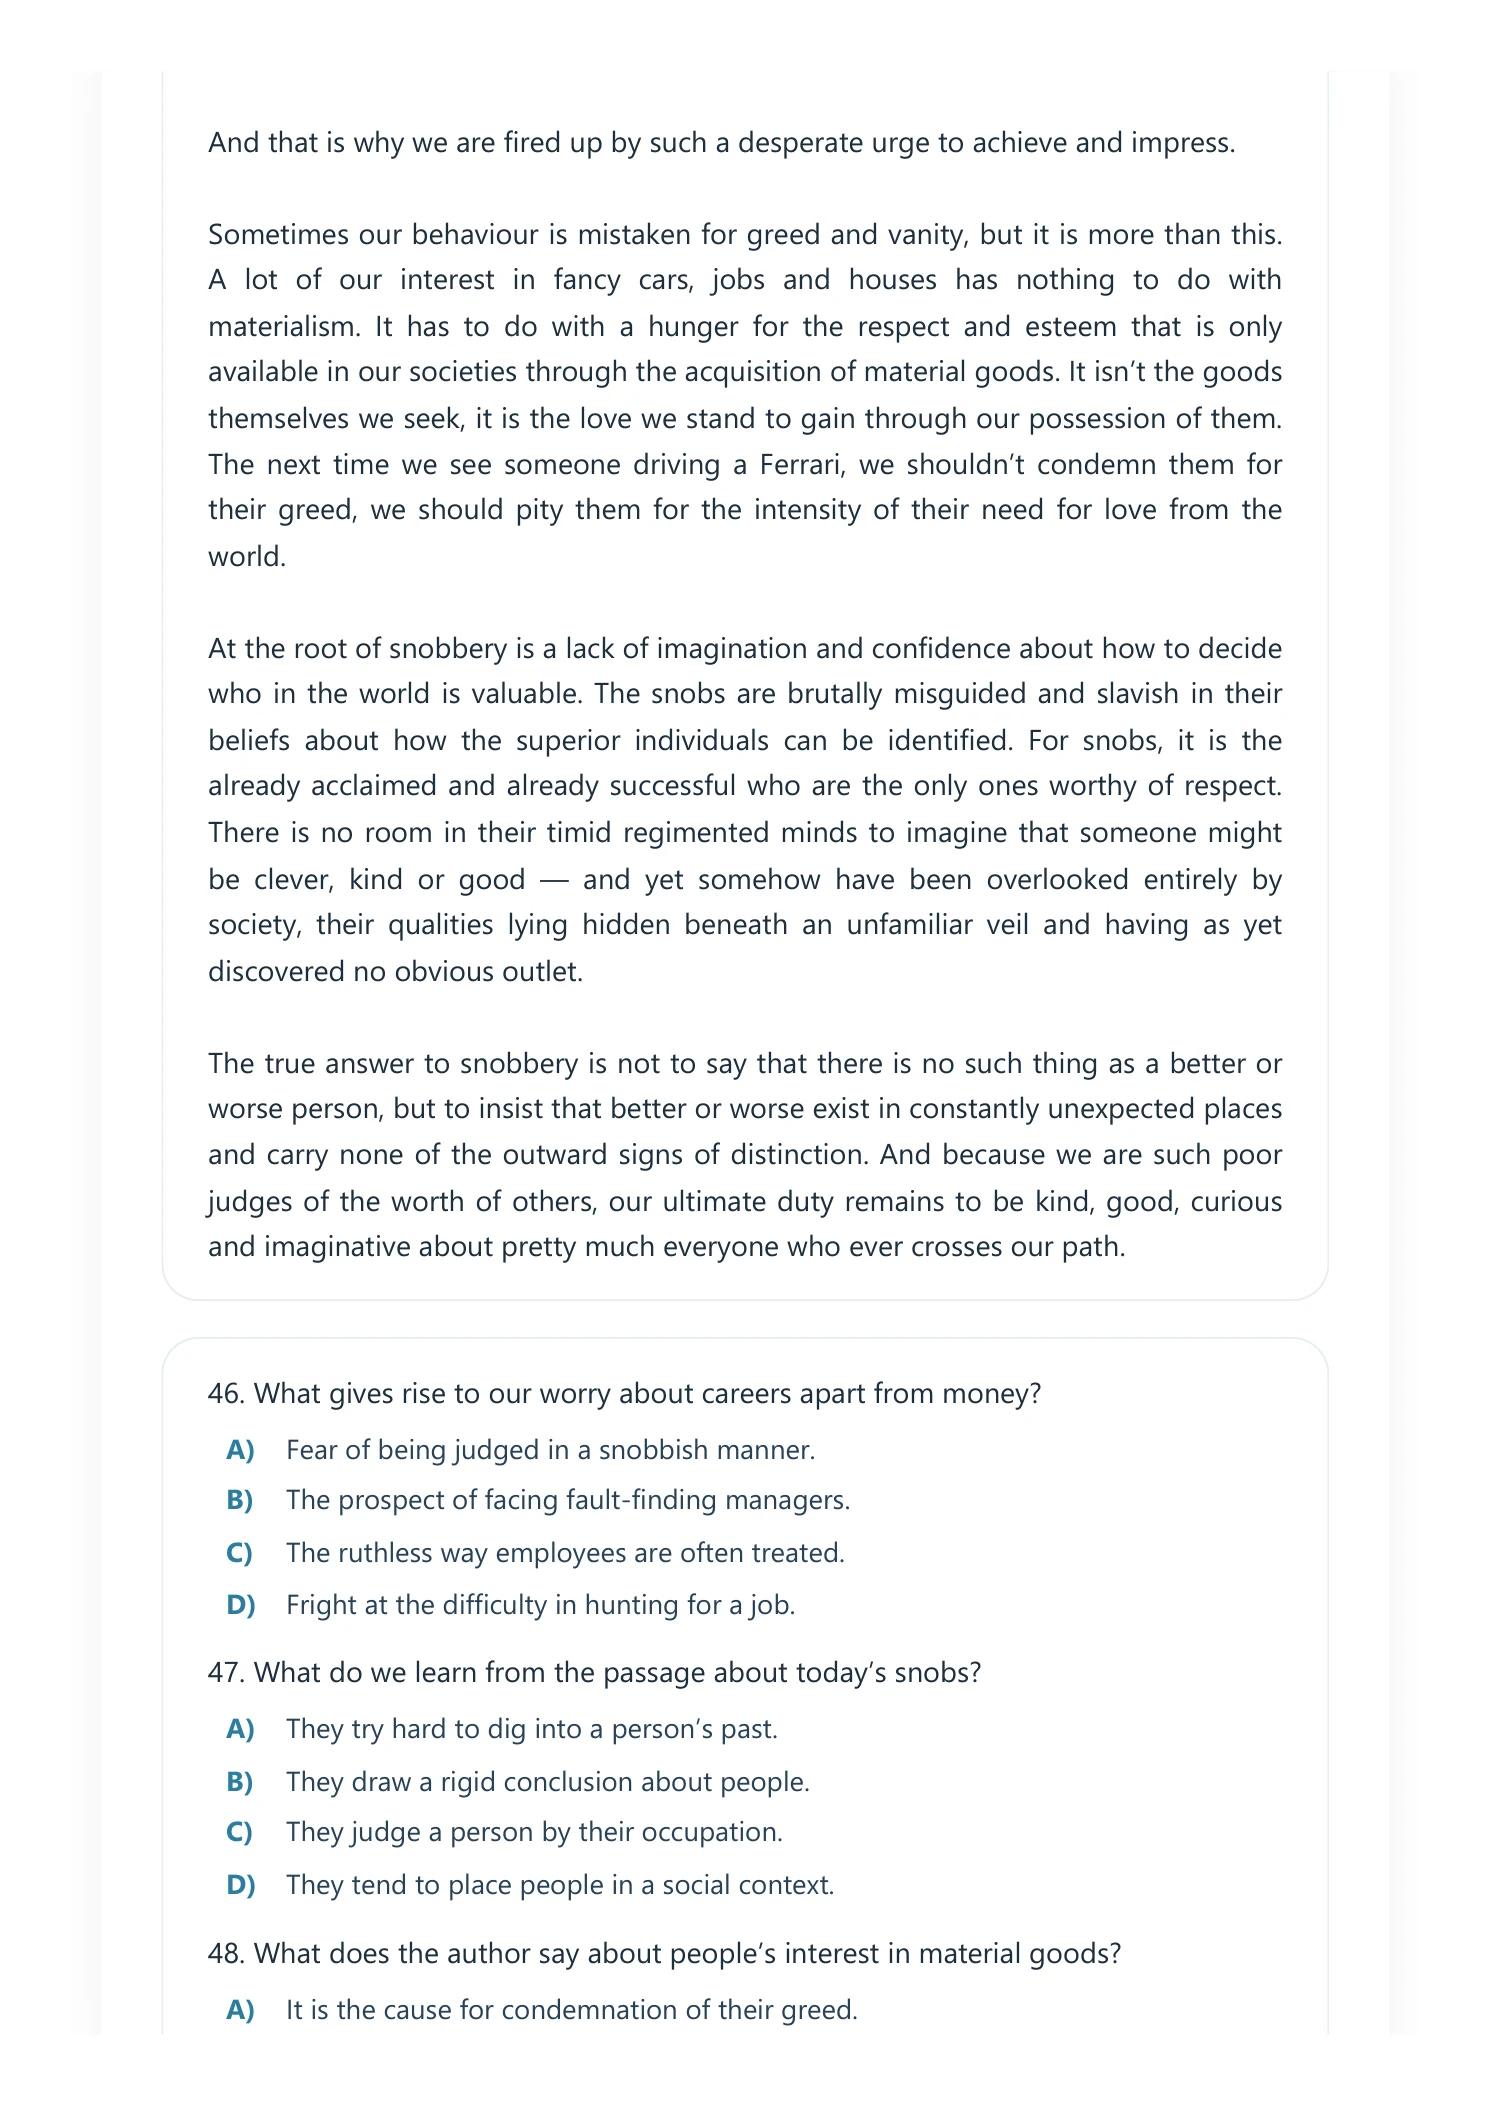 And that is why we are fired up by such a desperate urge to achieve and impress.
Sometimes our behaviour is mistaken for greed and vanity, but it is more than this.
A lot of our interest in fancy cars, jobs and houses has nothing to do with
materialism. It has to do with a hunger for the respect and esteem that is only
available in our societies through the acquisition of material goods. It isn’t the goods
themselves we seek, it is the love we stand to gain through our possession of them.
The next time we see someone driving a Ferrari, we shouldn’t condemn them for
their greed, we should pity them for the intensity of their need for love from the
world.
At the root of snobbery is a lack of imagination and confidence about how to decide
who in the world is valuable. The snobs are brutally misguided and slavish in their
beliefs about how the superior individuals can be identified. For snobs, it is the
already acclaimed and already successful who are the only ones worthy of respect.
There is no room in their timid regimented minds to imagine that someone might
be clever, kind or good — and yet somehow have been overlooked entirely by
society, their qualities lying hidden beneath an unfamiliar veil and having as yet
discovered no obvious outlet.
The true answer to snobbery is not to say that there is no such thing as a better or
worse person, but to insist that better or worse exist in constantly unexpected places
and carry none of the outward signs of distinction. And because we are such poor
judges of the worth of others, our ultimate duty remains to be kind, good, curious
and imaginative about pretty much everyone who ever crosses our path.
46. What gives rise to our worry about careers apart from money?
A) Fear of being judged in a snobbish manner.
B) The prospect of facing fault-finding managers.
C) The ruthless way employees are often treated.
D) Fright at the difficulty in hunting for a job.
47. What do we learn from the passage about today’s snobs?
A) They try hard to dig into a person’s past.
B) They draw a rigid conclusion about people.
C) They judge a person by their occupation.
D) They tend to place people in a social context.
48. What does the author say about people’s interest in material goods?
A) It is the cause for condemnation of their greed.